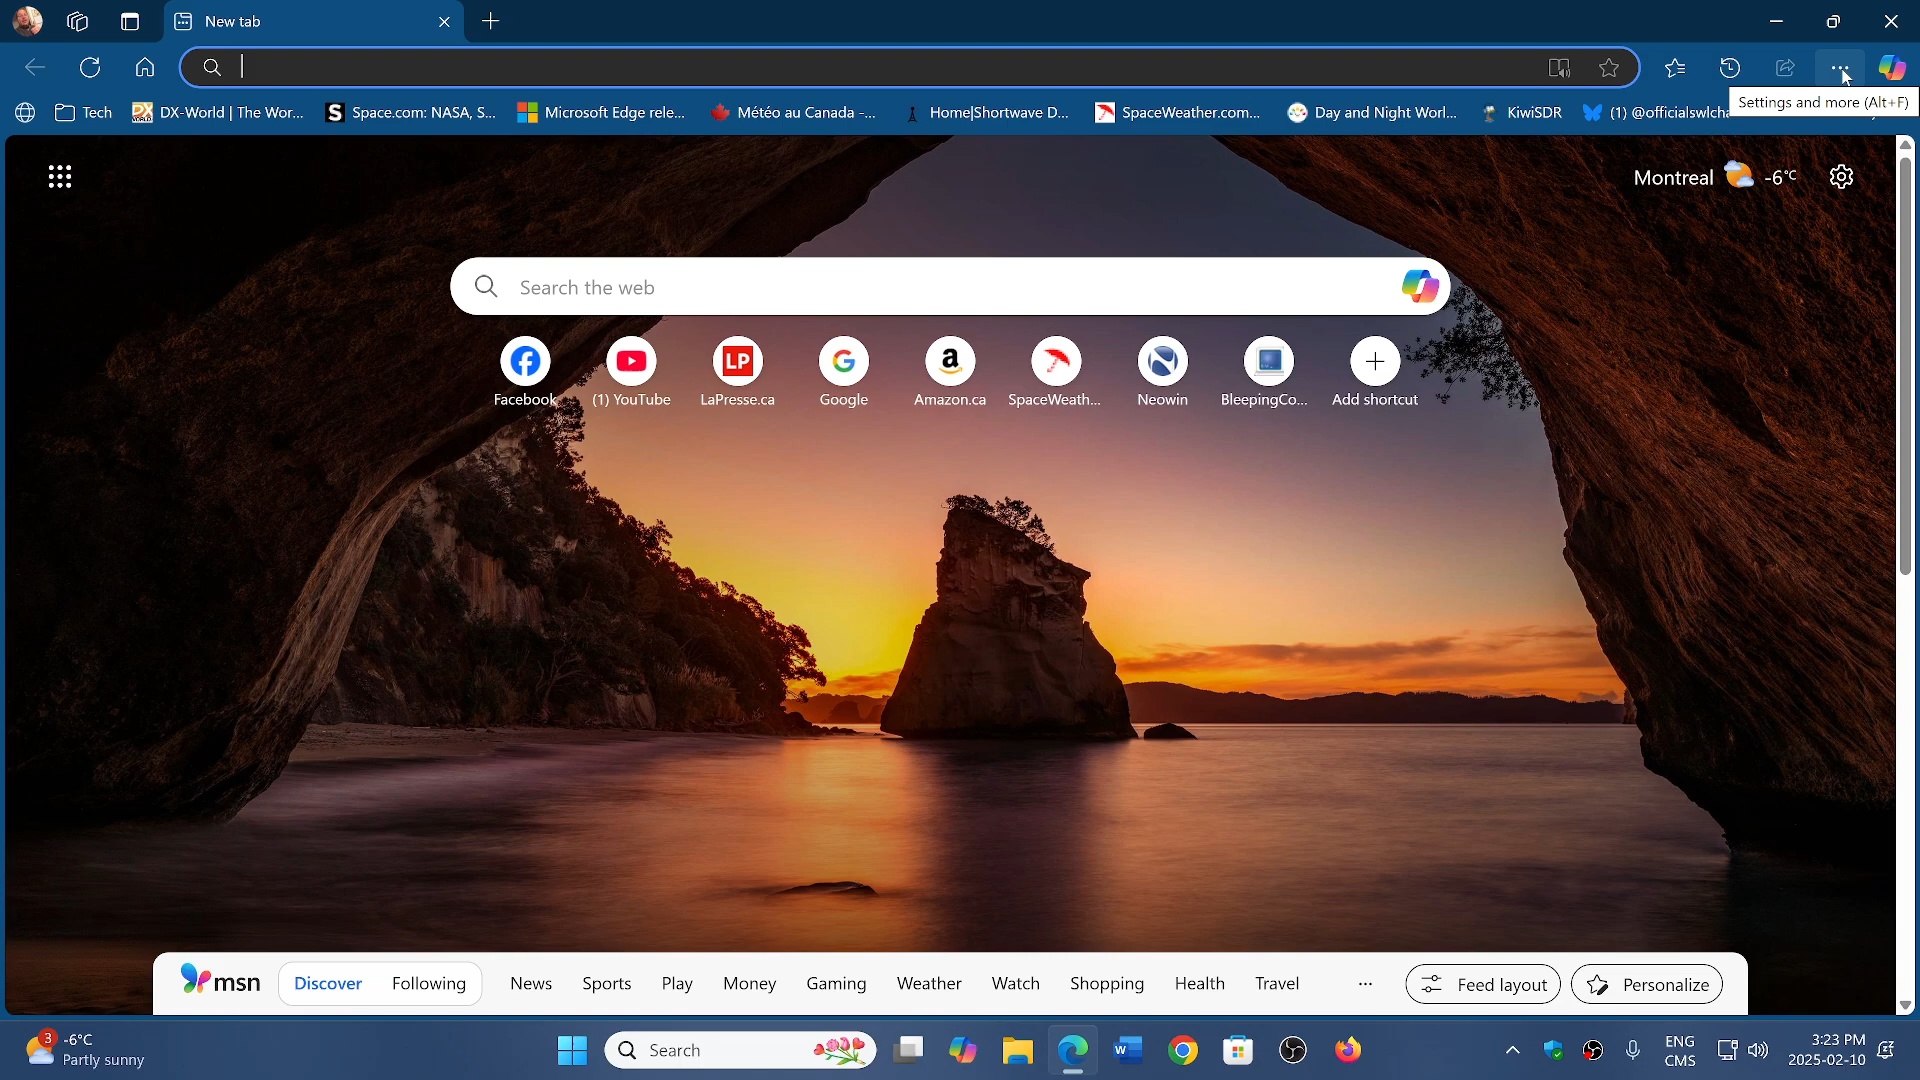 New tab
Settings and more (Alt+F)
Tech
DX-World | The Wor...
Space.com: NASA, S...
Microsoft Edge rele...
Météo au Canada -...
Home|Shortwave D...
SpaceWeather.com...
Day and Night Worl...
KiwiSDR
(1) @officialswlcha
Montreal
-6°C
Search the web
Facebook
(1) YouTube
LP
LaPresse.ca
Google
Amazon.ca
SpaceWeath...
Neowin
BleepingCo...
Add shortcut
msn
Discover
Following
News
Sports
Play
Money
Gaming
Weather
Watch
Shopping
Health
Travel
...
Feed layout
Personalize
3
-6°C
Partly sunny
Search
ENG
CMS
3:23 PM
2025-02-10